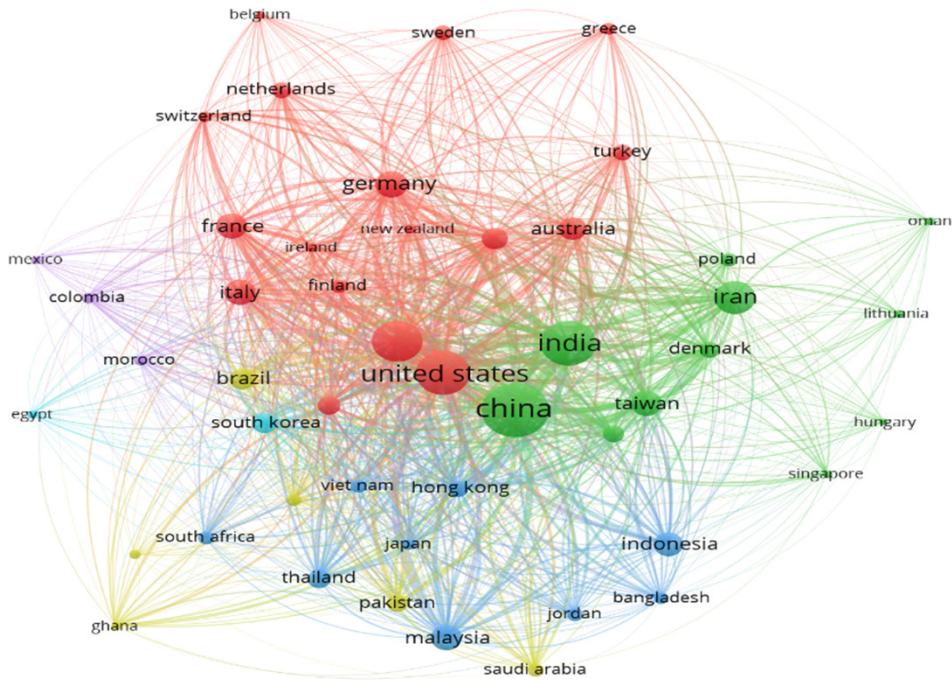 belgium
sweden
greece
netherlands
switzerland
turkey
germany
france
new zealand
australia
oman
ireland
mexico
poland
finland
italy
colombia
iran
lithuania
india
denmark
morocco
united states
brazil
taiwan
china
egypt
south korea
hungary
singapore
viet nam
hong kong
south africa
japan
indonesia
thailand
bangladesh
pakistan
jordan
ghana
malaysia
saudi arabia